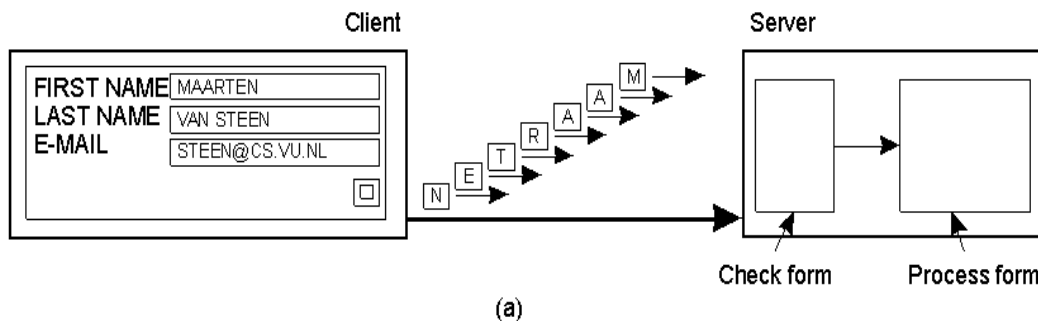 Client
Server
FIRST NAME MAARTEN
LAST NAME VAN STEEN
E-MAIL STEEN@CS.VU.NL
N E T R A A M
Check form
Process form
(a)